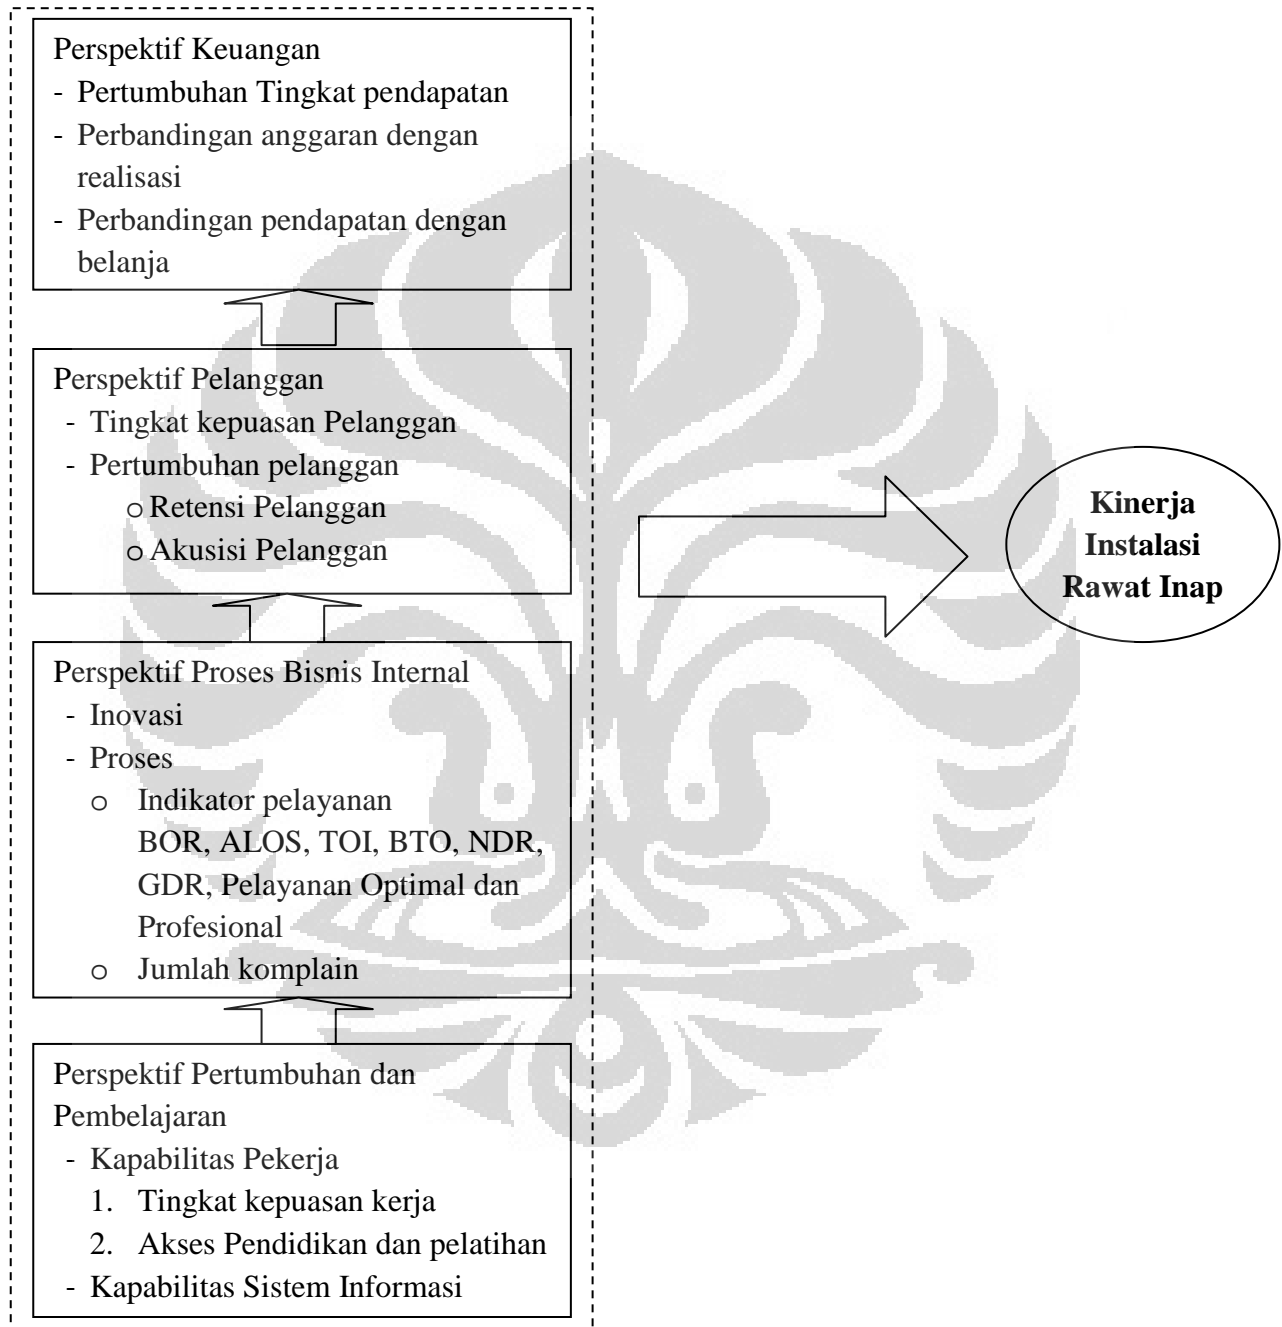 Perspektif Keuangan
- Pertumbuhan Tingkat pendapatan
- Perbandingan anggaran dengan
realisasi
- Perbandingan pendapatan dengan
belanja
Perspektif Pelanggan
- Tingkat kepuasan Pelanggan
- Pertumbuhan pelanggan
o Retensi Pelanggan
o Akusisi Pelanggan
Perspektif Proses Bisnis Internal
- Inovasi
- Proses
o Indikator pelayanan
BOR, ALOS, TOI, BTO, NDR,
GDR, Pelayanan Optimal dan
Profesional
o Jumlah komplain
Perspektif Pertumbuhan dan
Pembelajaran
- Kapabilitas Pekerja
1. Tingkat kepuasan kerja
2. Akses Pendidikan dan pelatihan
- Kapabilitas Sistem Informasi
Kinerja
Instalasi
Rawat Inap